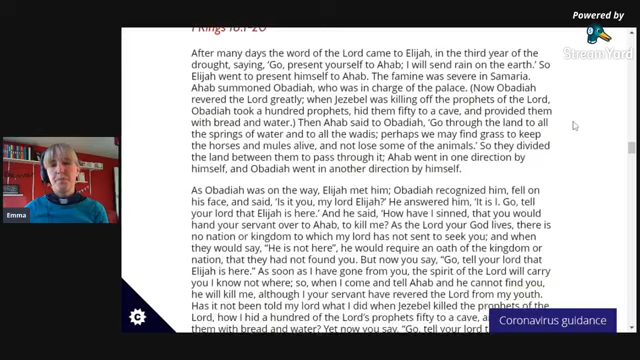 Powered by
StreamYard
1 Kings 18.1-20
After many days the word of the Lord came to Elijah, in the third year of the
drought, saying, ‘Go, present yourself to Ahab; I will send rain on the earth.’ So
Elijah went to present himself to Ahab. The famine was severe in Samaria.
Ahab summoned Obadiah, who was in charge of the palace. (Now Obadiah
revered the Lord greatly; when Jezebel was killing off the prophets of the Lord,
Obadiah took a hundred prophets, hid them fifty to a cave, and provided them
with bread and water.) Then Ahab said to Obadiah, ‘Go through the land to all
the springs of water and to all the wadis; perhaps we may find grass to keep
the horses and mules alive, and not lose some of the animals.’ So they divided
the land between them to pass through it; Ahab went in one direction by
himself, and Obadiah went in another direction by himself.
As Obadiah was on the way, Elijah met him; Obadiah recognized him, fell on
his face, and said, ‘Is it you, my lord Elijah?’ He answered him, ‘It is I. Go, tell
your lord that Elijah is here.’ And he said, ‘How have I sinned, that you would
hand your servant over to Ahab, to kill me? As the Lord your God lives, there is
no nation or kingdom to which my lord has not sent to seek you; and when
they would say, “He is not here”, he would require an oath of the kingdom or
nation, that they had not found you. But now you say, “Go, tell your lord that
Elijah is here.” As soon as I have gone from you, the spirit of the Lord will carry
you I know not where; so, when I come and tell Ahab and he cannot find you,
he will kill me, although I your servant have revered the Lord from my youth.
Has it not been told my lord what I did when Jezebel killed the prophets of the
Lord, how I hid a hundred of the Lord’s prophets fifty to a cave, a
them with bread and water? Yet now you say, “Go, tell your lord t
Emma
Coronavirus guidance